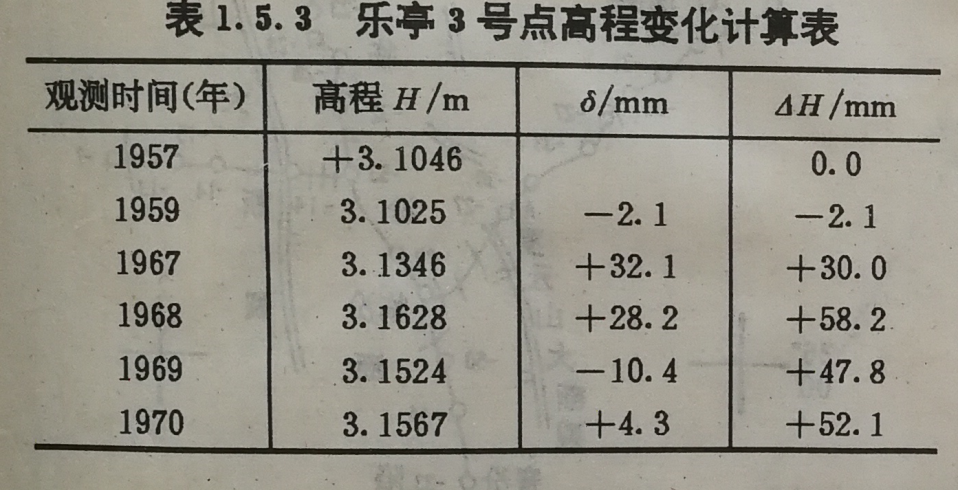 表1.5.3 乐亭3号点高程变化计算表
观测时间(年) 高程 H/m δ/mm ΔH/mm
1957 +3.1046 0.0
1959 3.1025 −2.1 −2.1
1967 3.1346 +32.1 +30.0
1968 3.1628 +28.2 +58.2
1969 3.1524 −10.4 +47.8
1970 3.1567 +4.3 +52.1